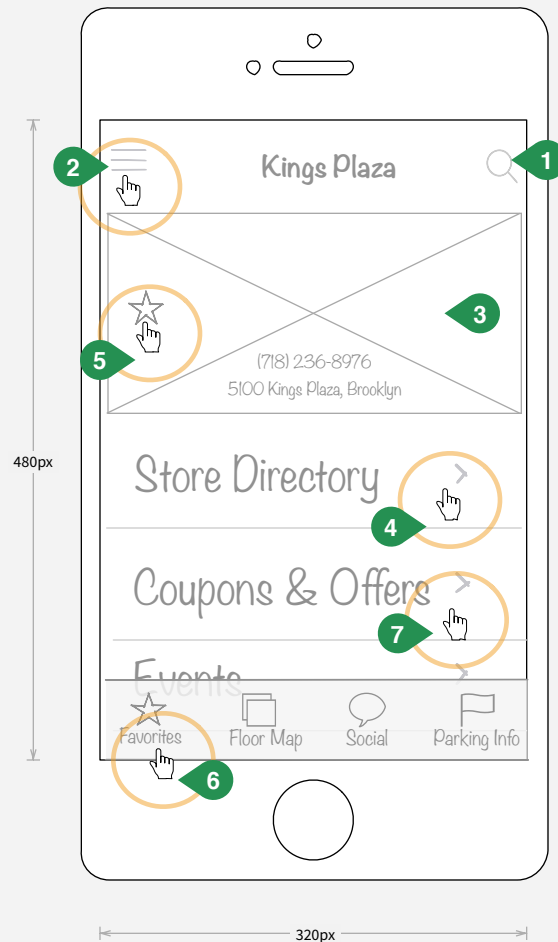 2
Kings Plaza
1
3
5
(718) 236-8976
5100 Kings Plaza, Brooklyn
480px
Store Directory
4
Coupons & Offers
7
Events
Favorites
Floor Map
Social
Parking Info
6
320px